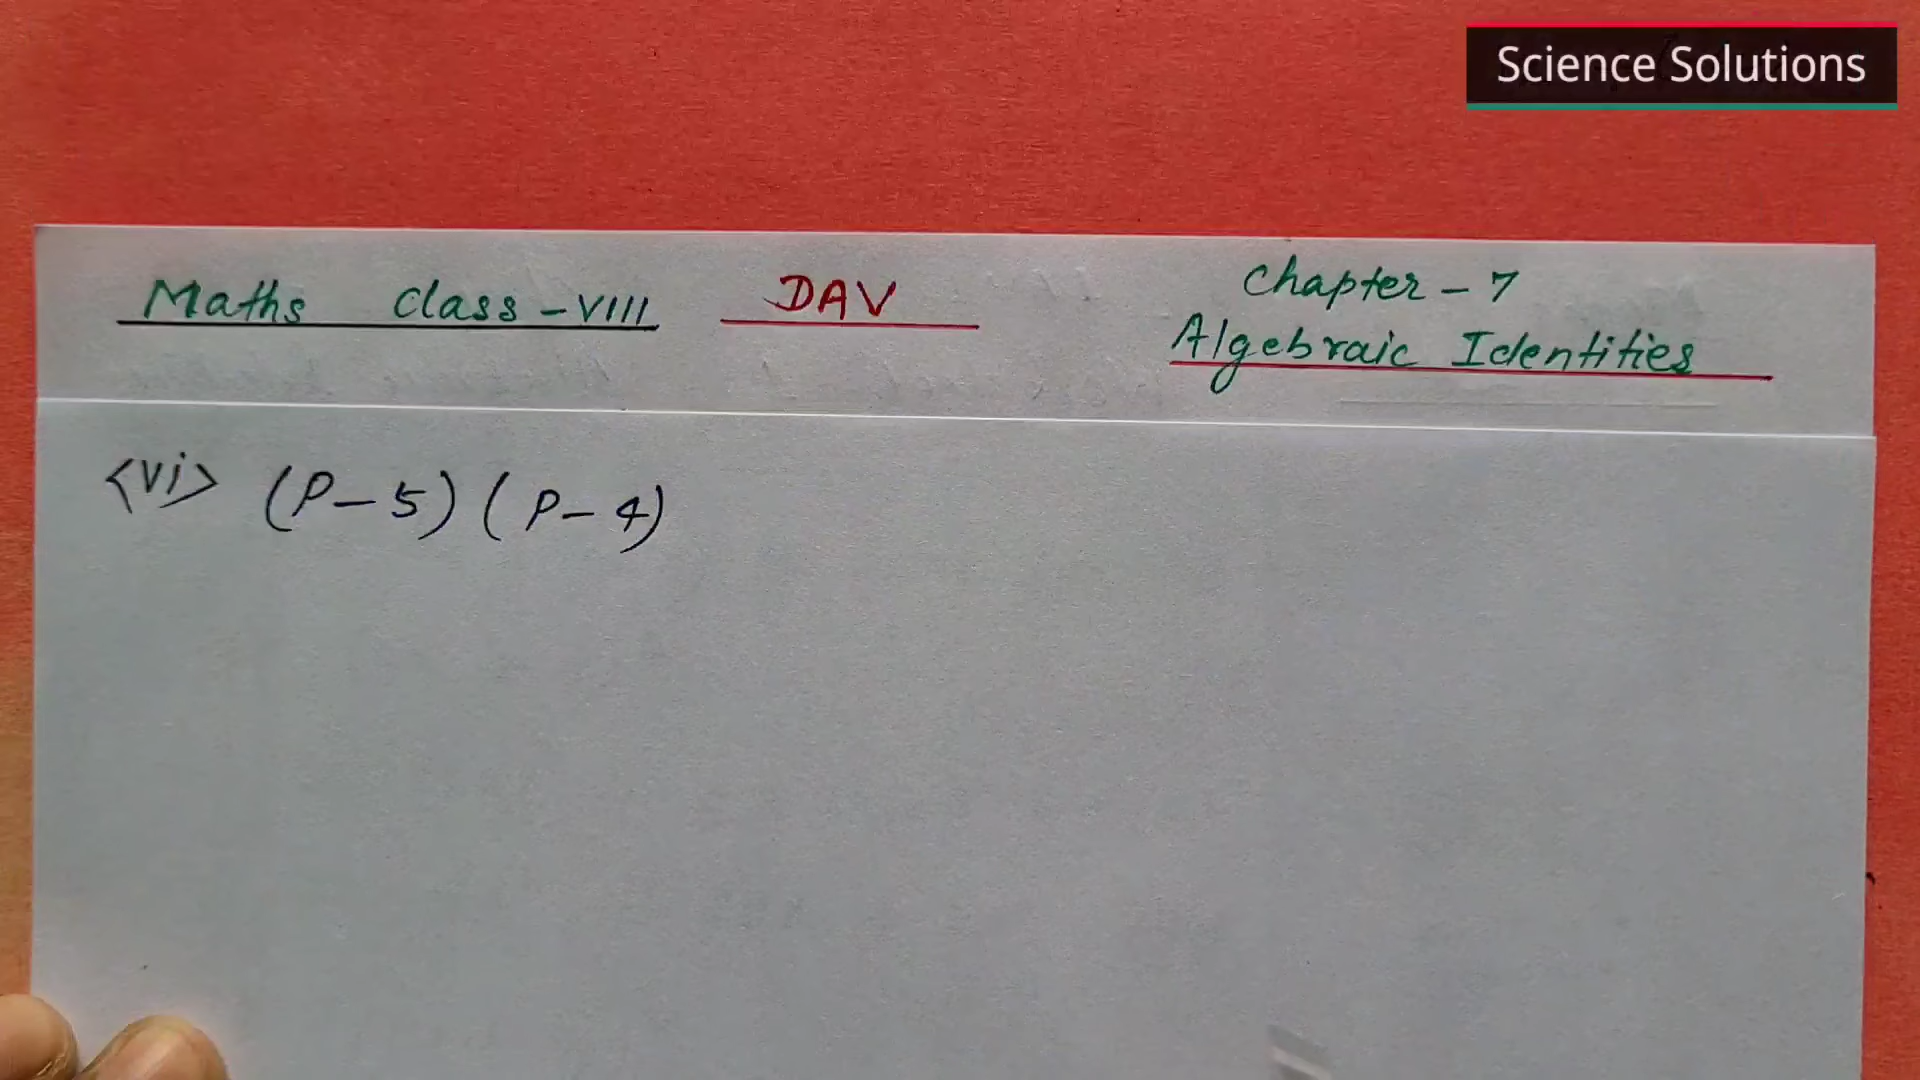 Science Solutions
Maths Class - VIII DAV Chapter - 7
Algebraic Identities
<vi> (P - 5) (P - 4)